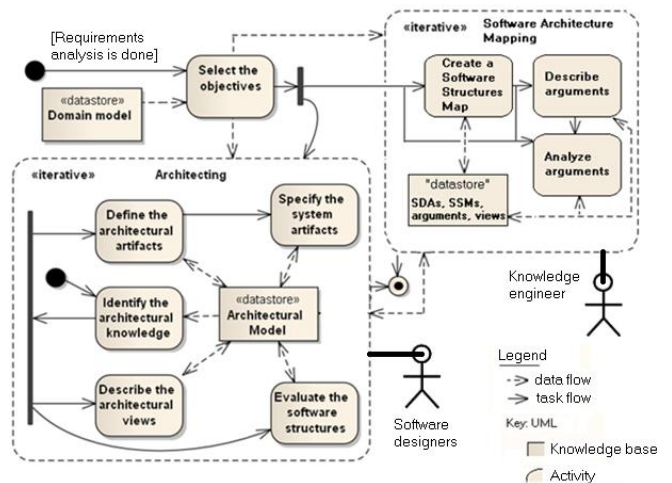 [Requirements
analysis is done]
Select the
objectives
«datastore»
Domain model
«iterative» Software Architecture
Mapping
Create a
Software
Structures
Map
Describe
arguments
Analyze
arguments
"datastore"
SDAs, SSMs,
arguments, views
«iterative» Architecting
Define the
architectural
artifacts
Specify the
system
artifacts
Identify the
architectural
knowledge
«datastore»
Architectural
Model
Describe the
architectural
views
Evaluate the
software
structures
Knowledge
engineer
Software
designers
Legend
data flow
task flow
Key: UML
Knowledge base
Activity